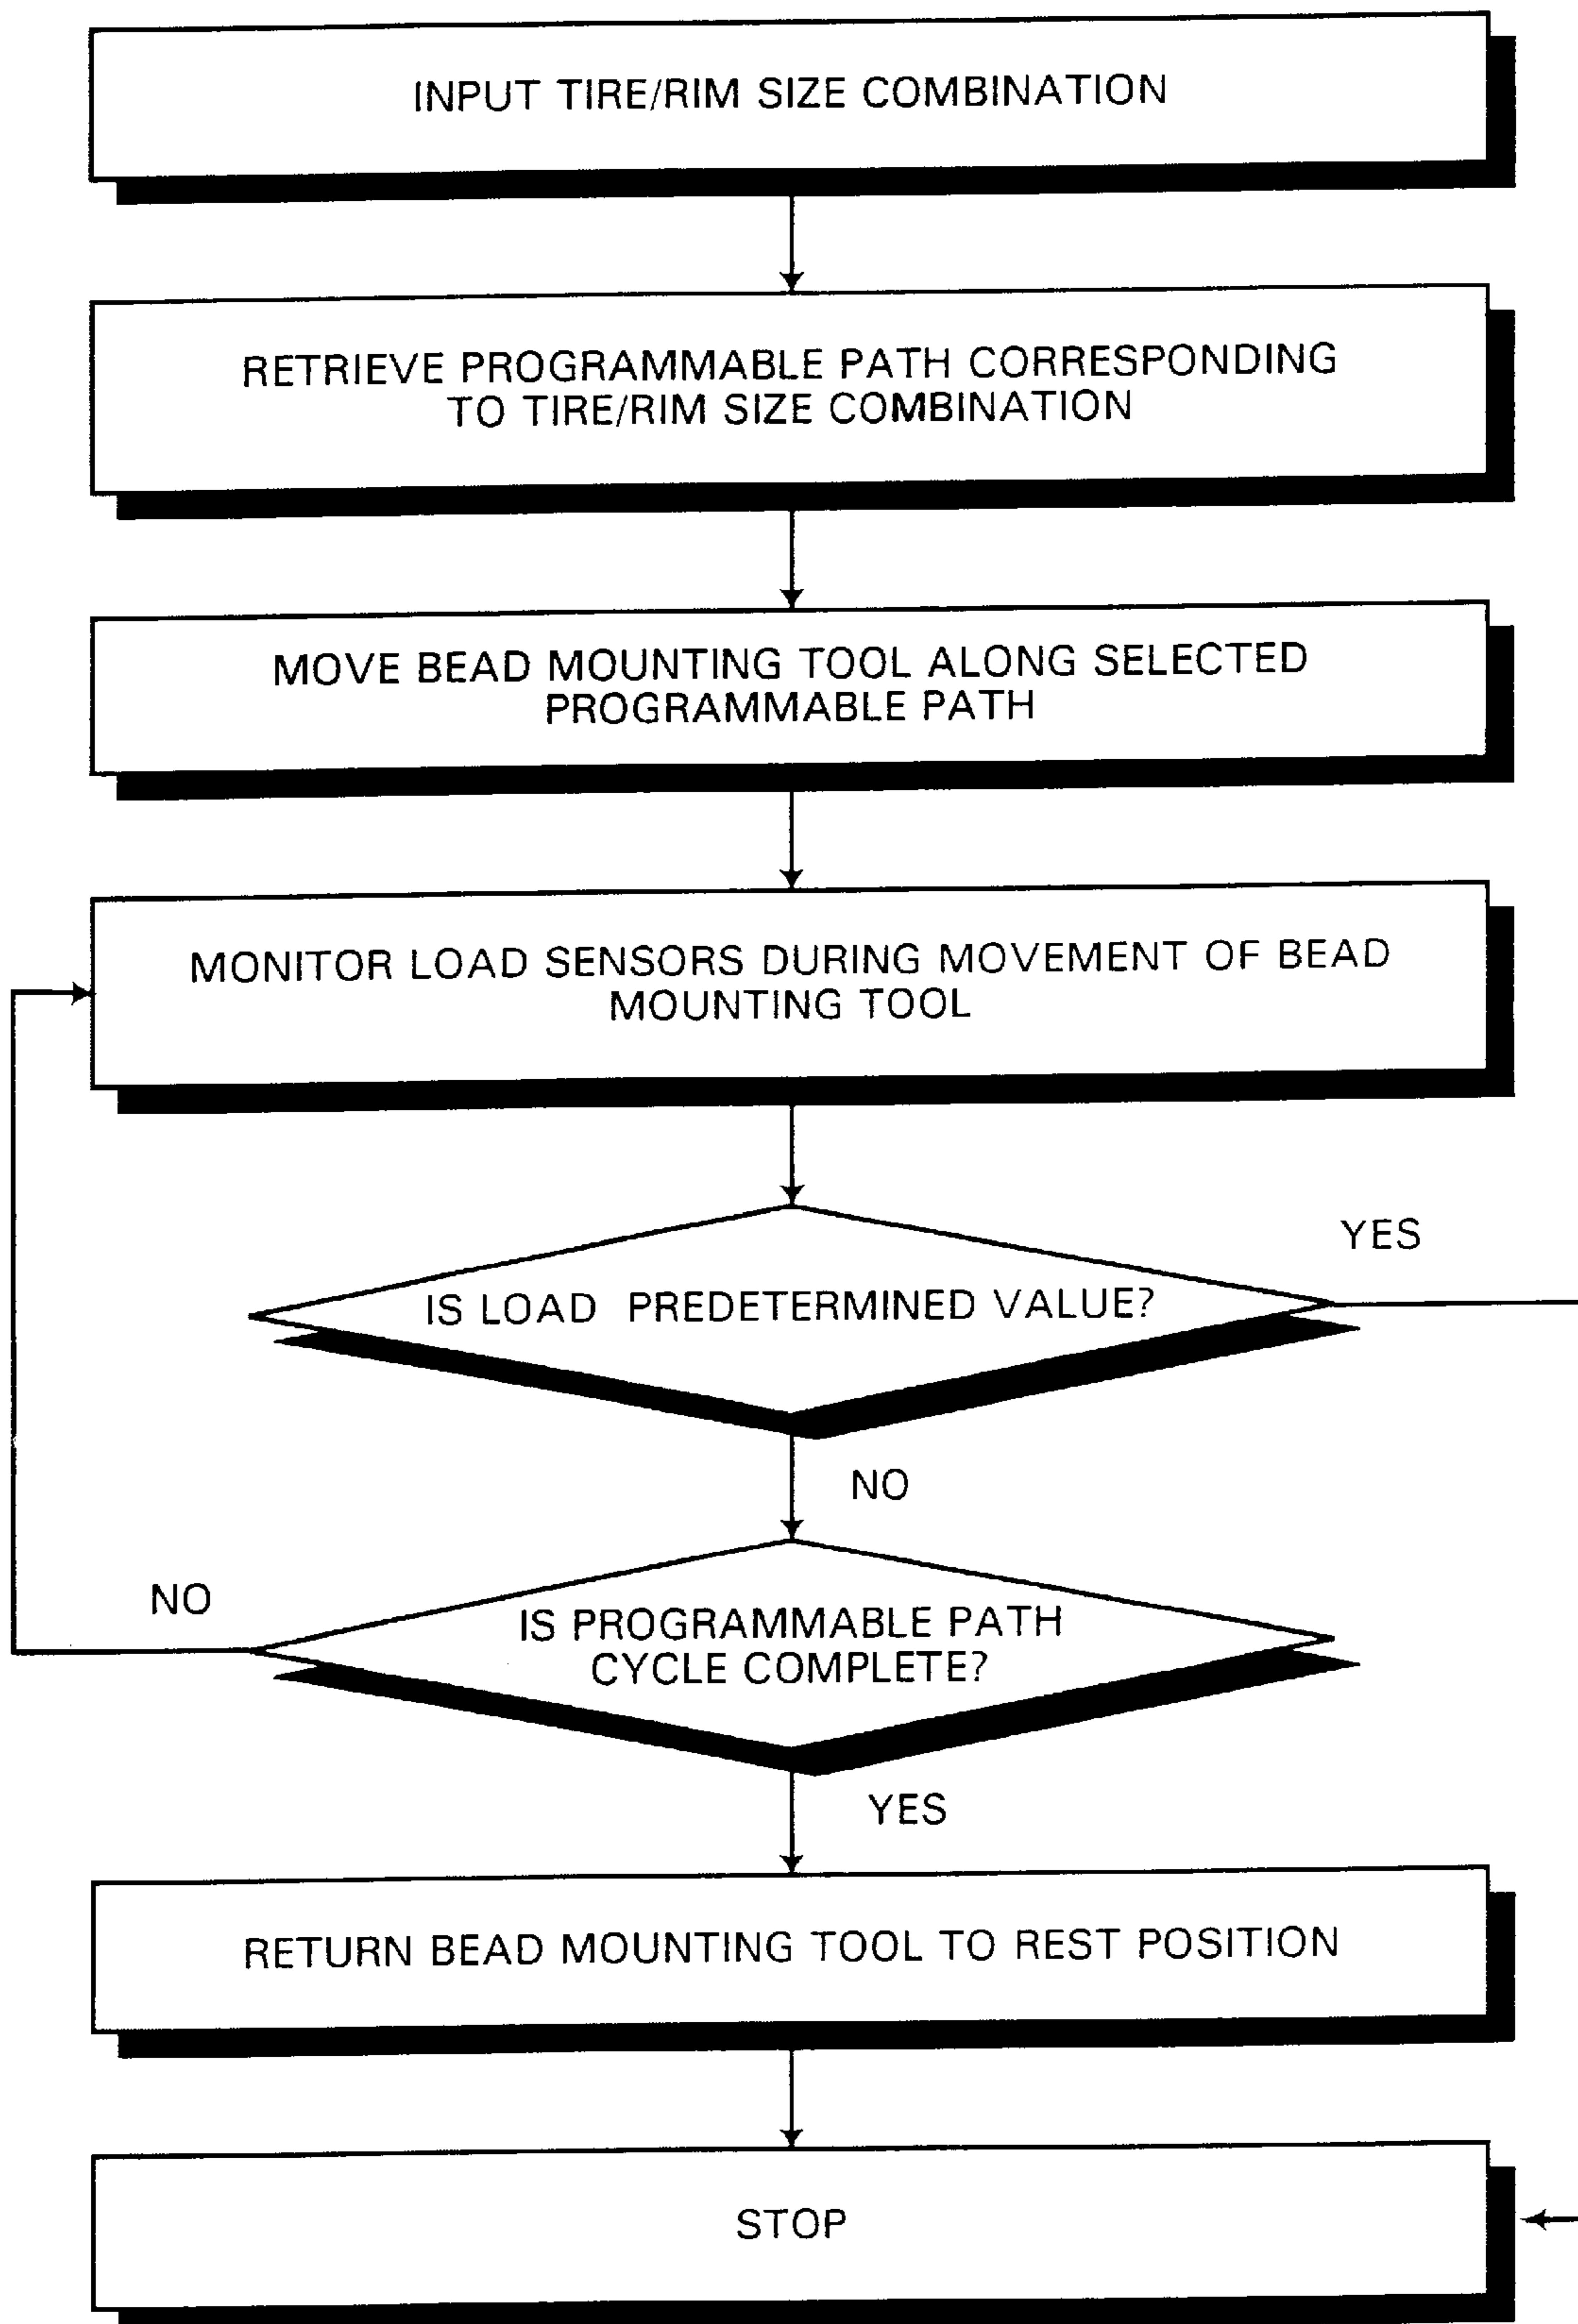 INPUT TIRE/RIM SIZE COMBINATION
RETRIEVE PROGRAMMABLE PATH CORRESPONDING
TO TIRE/RIM SIZE COMBINATION
MOVE BEAD MOUNTING TOOL ALONG SELECTED
PROGRAMMABLE PATH
MONITOR LOAD SENSORS DURING MOVEMENT OF BEAD
MOUNTING TOOL
YES
IS LOAD PREDETERMINED VALUE?
NO
NO
IS PROGRAMMABLE PATH
CYCLE COMPLETE?
YES
RETURN BEAD MOUNTING TOOL TO REST POSITION
STOP